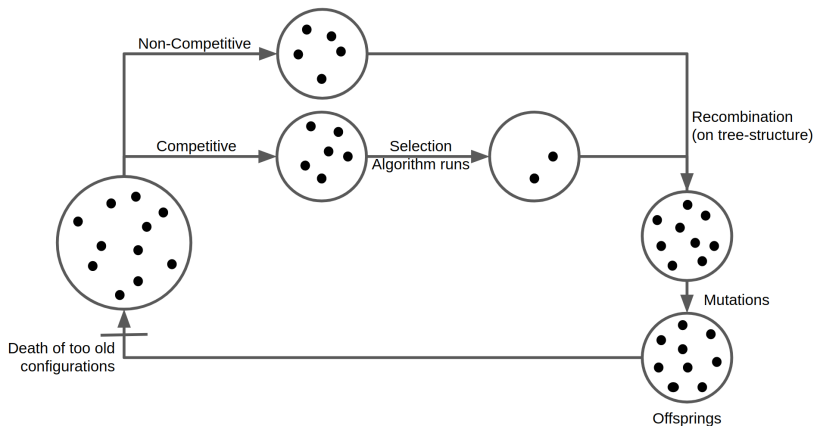 Non-Competitive
Competitive
Selection
Algorithm runs
Recombination
(on tree-structure)
Mutations
Death of too old
configurations
Offsprings